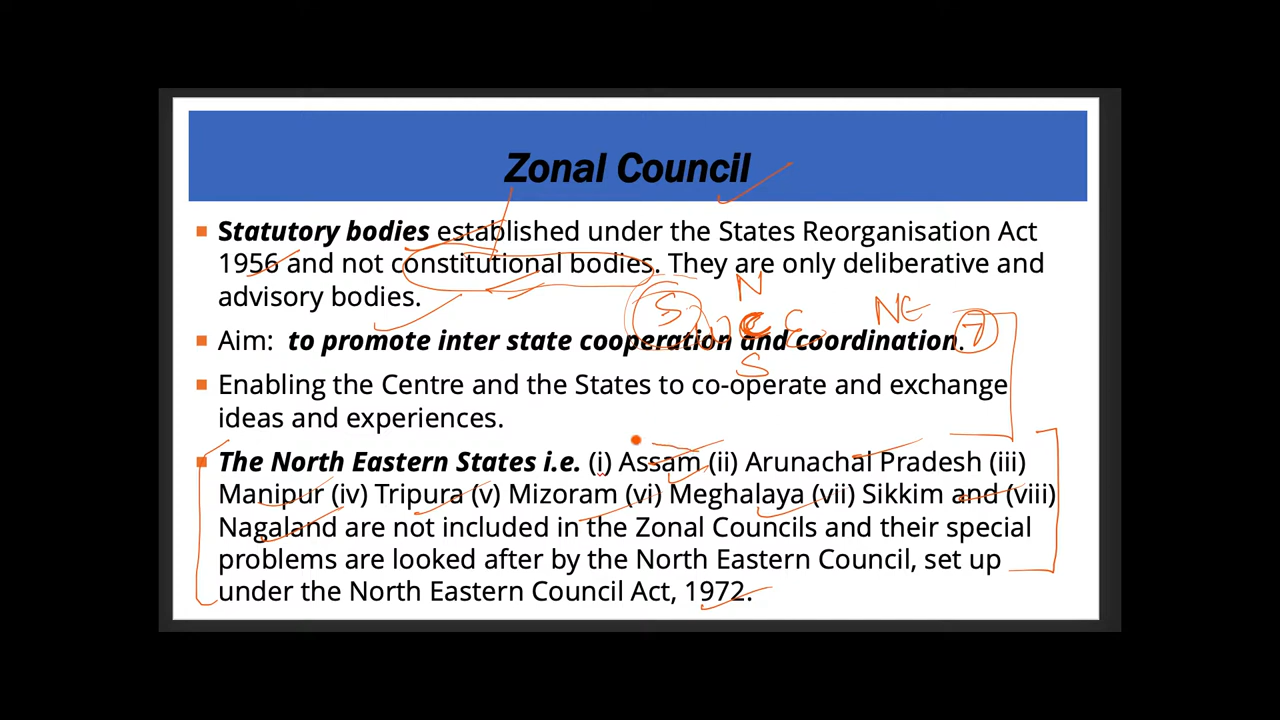 Zonal Council
Statutory bodies established under the States Reorganisation Act
1956 and not constitutional bodies. They are only deliberative and
advisory bodies.
N
5 W C E NE 7
S
Aim: to promote inter state cooperation and coordination.
Enabling the Centre and the States to co-operate and exchange
ideas and experiences.
The North Eastern States i.e. (i) Assam (ii) Arunachal Pradesh (iii)
Manipur (iv) Tripura (v) Mizoram (vi) Meghalaya (vii) Sikkim and (viii)
Nagaland are not included in the Zonal Councils and their special
problems are looked after by the North Eastern Council, set up
under the North Eastern Council Act, 1972.